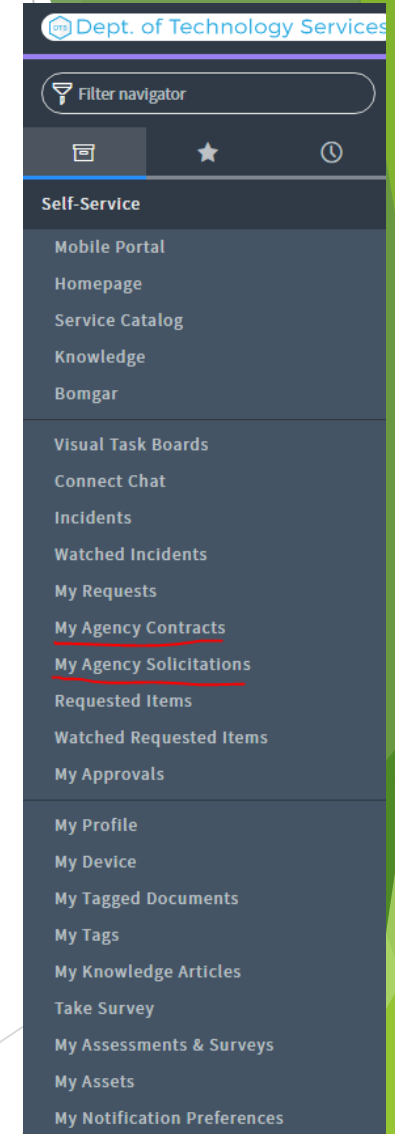 DTS Dept. of Technology Services
Filter navigator
Self-Service
Mobile Portal
Homepage
Service Catalog
Knowledge
Bomgar
Visual Task Boards
Connect Chat
Incidents
Watched Incidents
My Requests
My Agency Contracts
My Agency Solicitations
Requested Items
Watched Requested Items
My Approvals
My Profile
My Device
My Tagged Documents
My Tags
My Knowledge Articles
Take Survey
My Assessments & Surveys
My Assets
My Notification Preferences